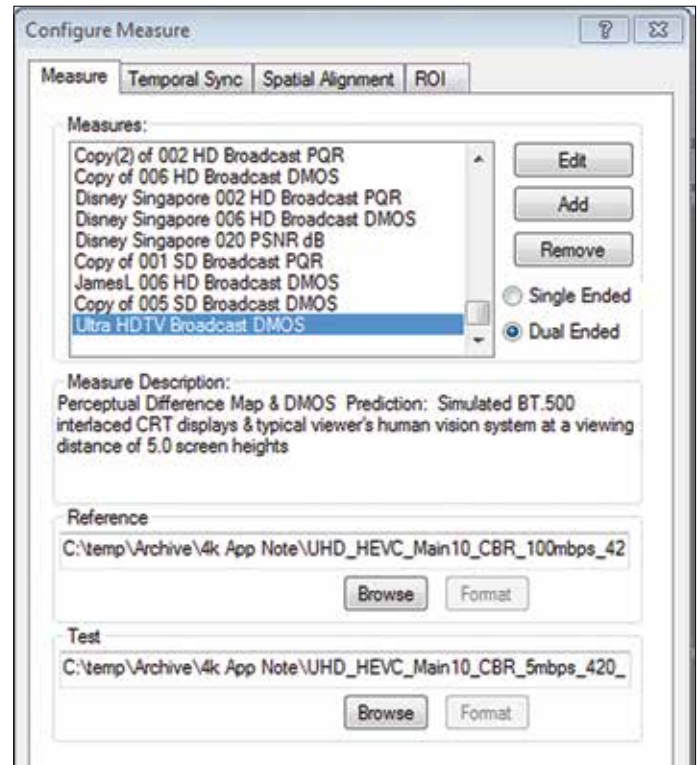 Configure Measure
Measure Temporal Sync Spatial Alignment ROI
Measures:
Copy(2) of 002 HD Broadcast PQR
Copy of 006 HD Broadcast DMOS
Disney Singapore 002 HD Broadcast PQR
Disney Singapore 006 HD Broadcast DMOS
Disney Singapore 020 PSNR dB
Copy of 001 SD Broadcast PQR
JamesL 006 HD Broadcast DMOS
Copy of 005 SD Broadcast DMOS
Ultra HDTV Broadcast DMOS
Edit
Add
Remove
Single Ended
Dual Ended
Measure Description:
Perceptual Difference Map & DMOS Prediction: Simulated BT.500
interlaced CRT displays & typical viewer's human vision system at a viewing
distance of 5.0 screen heights
Reference
C:\temp\Archive\4k App Note\UHD_HEVC_Main10_CBR_100mbps_42
Browse Format
Test
C:\temp\Archive\4k App Note\UHD_HEVC_Main10_CBR_5mbps_420_
Browse Format